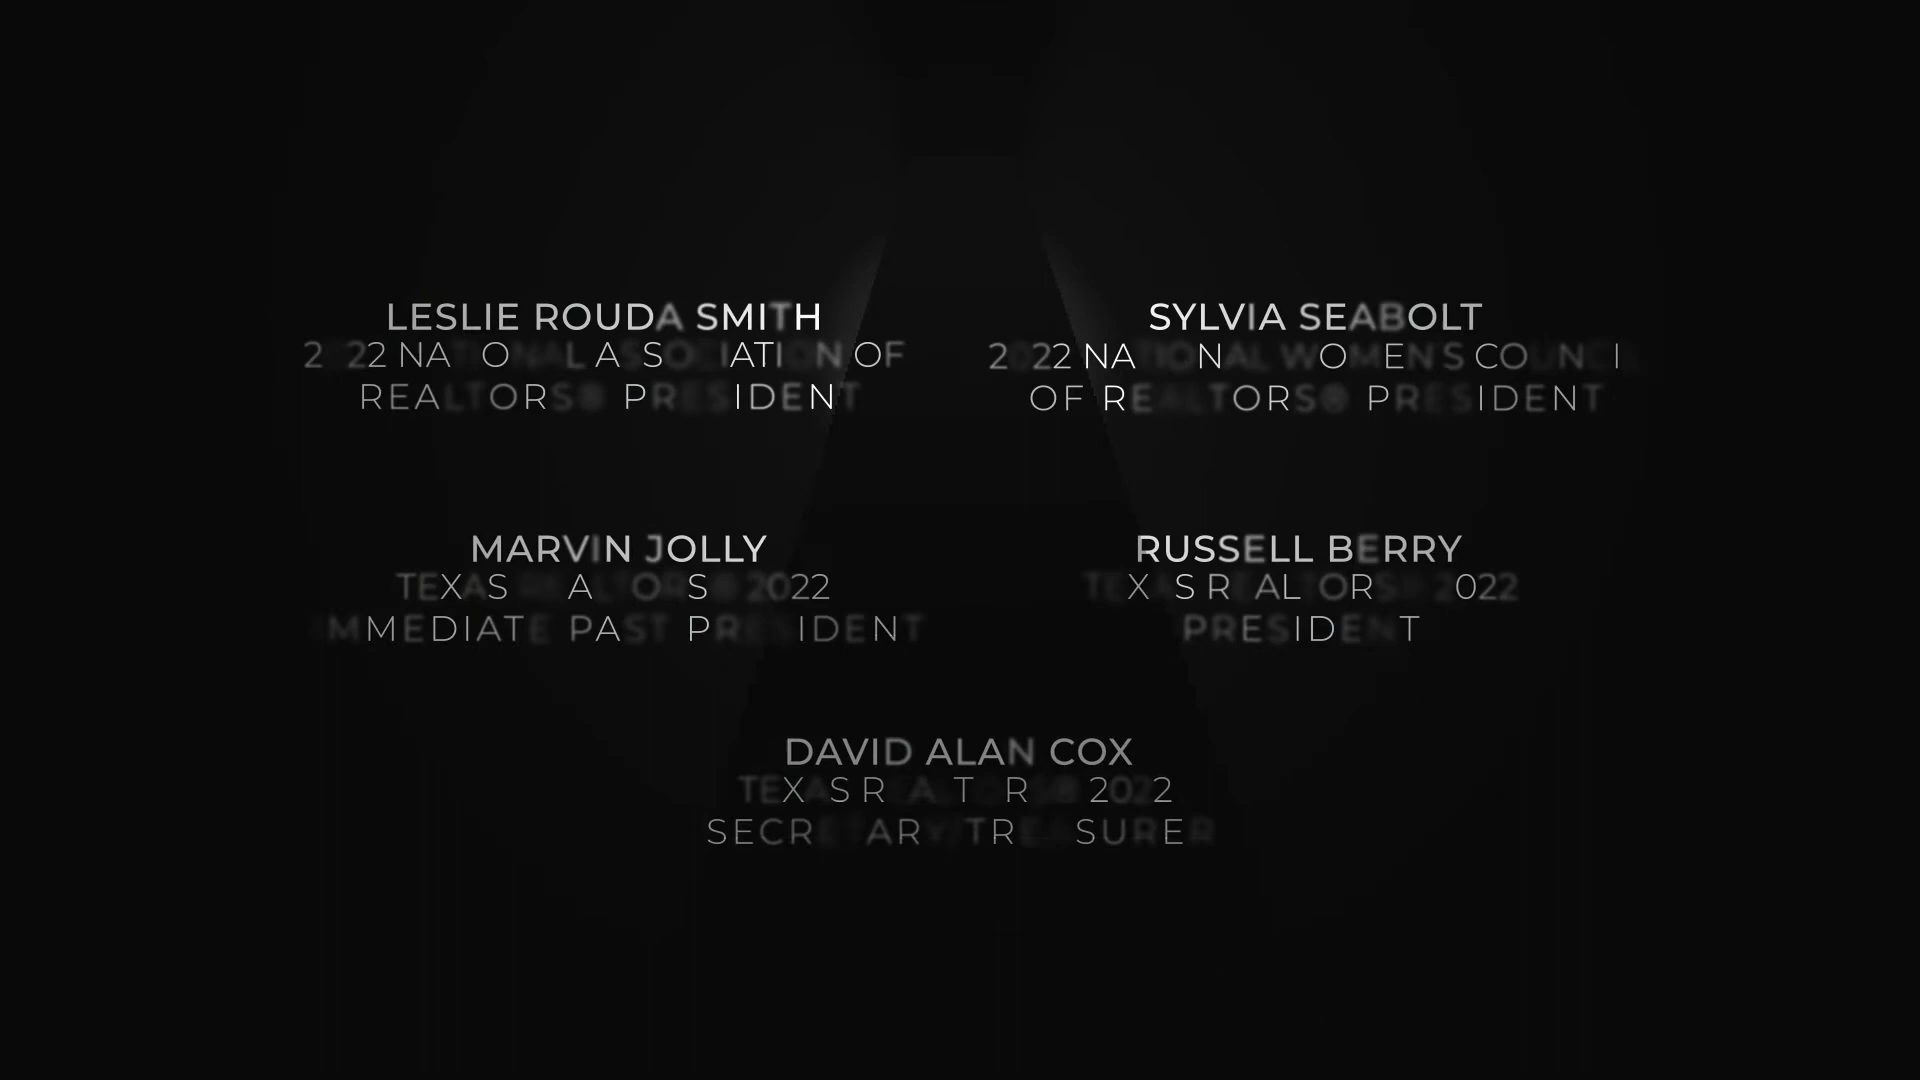 LESLIE ROUDA SMITH
2022 NATIONAL ASSOCIATION OF
REALTORS® PRESIDENT
SYLVIA SEABOLT
2022 NATIONAL WOMEN'S COUNCIL
OF REALTORS® PRESIDENT
MARVIN JOLLY
TEXAS REALTORS® 2022
IMMEDIATE PAST PRESIDENT
RUSSELL BERRY
TEXAS REALTORS® 2022
PRESIDENT
DAVID ALAN COX
TEXAS REALTORS® 2022
SECRETARY/TREASURER